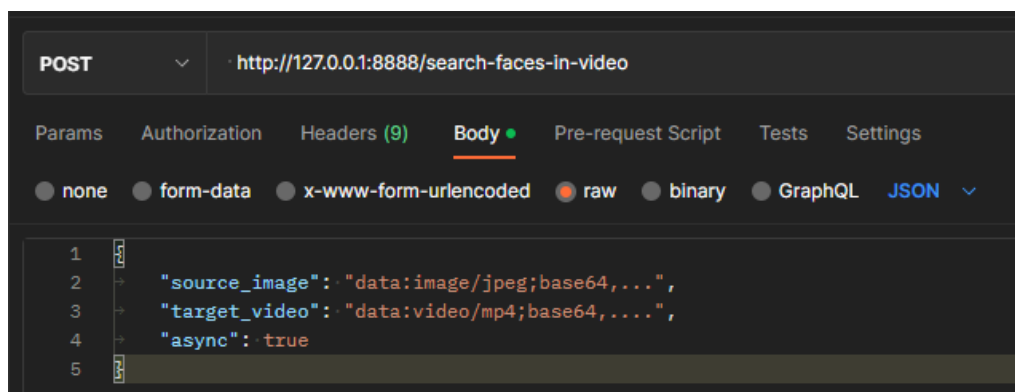 POST http://127.0.0.1:8888/search-faces-in-video
Params Authorization Headers (9) Body Pre-request Script Tests Settings
none form-data x-www-form-urlencoded raw binary GraphQL JSON
1 {
2 "source_image": "data:image/jpeg;base64,...",
3 "target_video": "data:video/mp4;base64,....",
4 "async": true
5 }